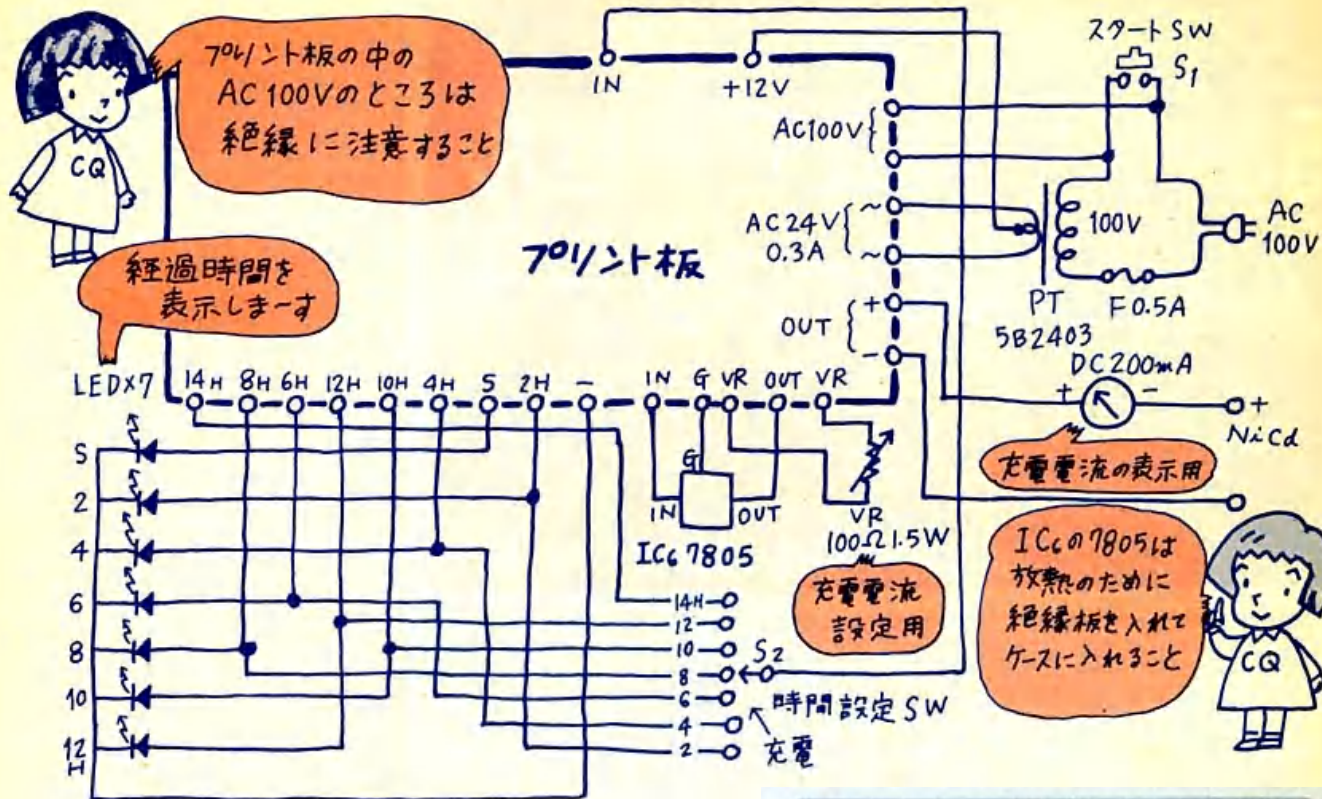 プリント板の中の
AC100Vのところは
絶縁に注意すること
CQ
経過時間を
表示しまーす
IN
+12V
スタートSW
S1
AC100V
AC24V
0.3A
~
~
プリント板
100V
AC
100V
PT
5B2403
F0.5A
OUT
+
-
DC200mA
+
-
+
NiCd
充電電流の表示用
LED×7
14H 8H 6H 12H 10H 4H S 2H - IN G VR OUT VR
S
2
4
6
8
10
12
H
G
IN
OUT
IC6 7805
VR
100Ω1.5W
充電電流
設定用
14H
12
10
8
6
4
2
S2
時間設定SW
充電
IC6の7805は
放熱のために
絶縁板を入れて
ケースに入れること
CQ